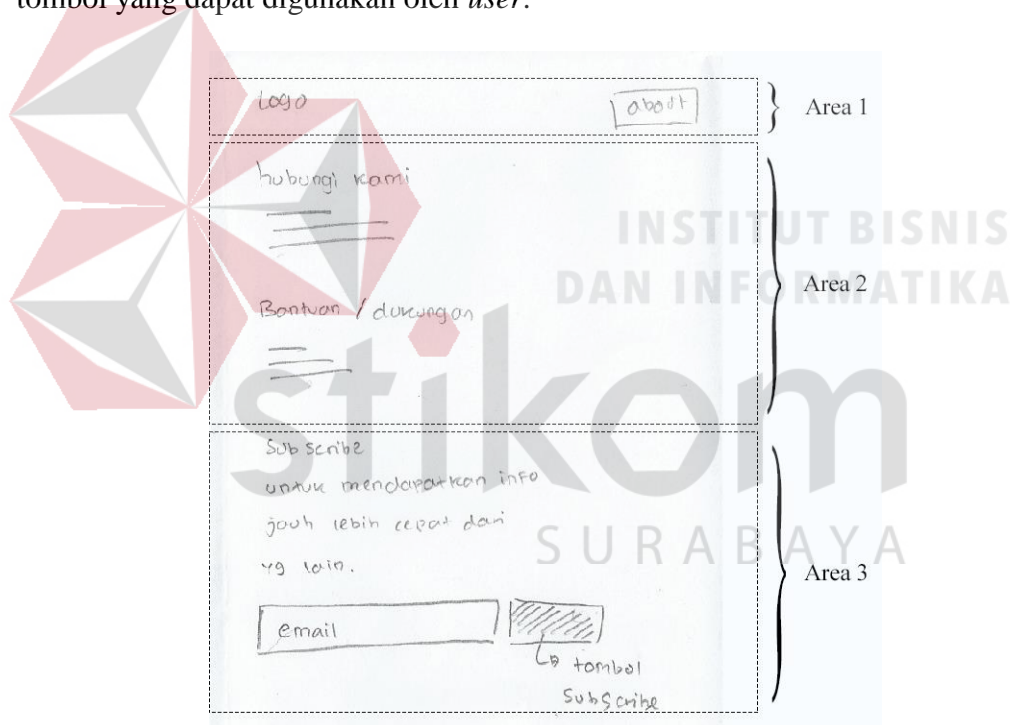 tombol yang dapat digunakan oleh user.
Logo
about
Area 1
hubungi kami
INSTITUT BISNIS
DAN INFORMATIKA
Area 2
Bantuan / dukungan
stikom
Subscribe
untuk mendapatkan info
jauh lebih cepat dari
SURABAYA
yg lain.
Area 3
email
tombol
Subscribe